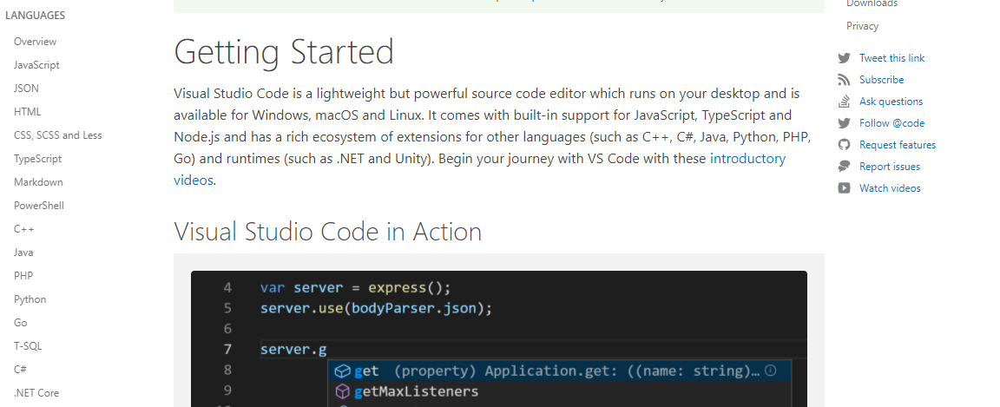 LANGUAGES
Overview
JavaScript
JSON
HTML
CSS, SCSS and Less
TypeScript
Markdown
PowerShell
C++
Java
PHP
Python
Go
T-SQL
C#
.NET Core
Getting Started
Visual Studio Code is a lightweight but powerful source code editor which runs on your desktop and is
available for Windows, macOS and Linux. It comes with built-in support for JavaScript, TypeScript and
Node.js and has a rich ecosystem of extensions for other languages (such as C++, C#, Java, Python, PHP,
Go) and runtimes (such as .NET and Unity). Begin your journey with VS Code with these introductory
videos.
Visual Studio Code in Action
4 var server = express();
5 server.use(bodyParser.json);
6
7 server.g
8 get (property) Application.get: ((name: string)…
9 getMaxListeners
Downloads
Privacy
Tweet this link
Subscribe
Ask questions
Follow @code
Request features
Report issues
Watch videos